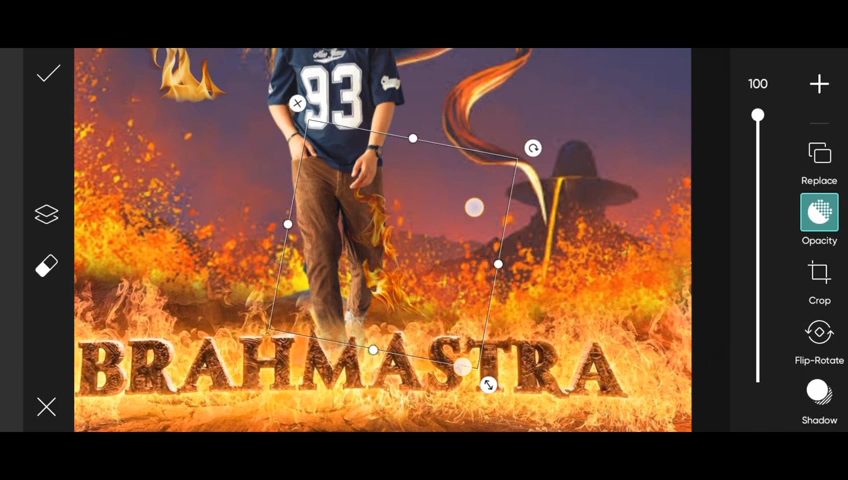 100
Replace
Opacity
Crop
Flip-Rotate
Shadow
93
BRAHMASTRA